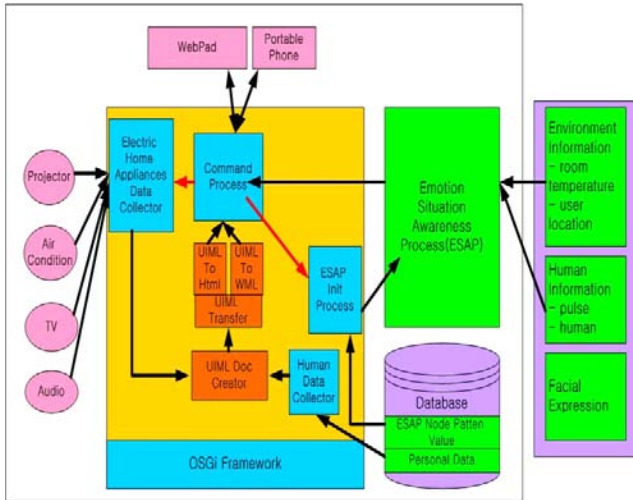 WebPad
Portable
Phone
Electric
Home
Appliances
Data
Collector
Command
Process
Projector
Air
Condition
TV
Audio
UIML
To
Html
UIML
To
WML
UIML Transfer
UIML Doc
Creator
ESAP
Init
Process
Human
Data
Collector
OSGi Framework
Emotion
Situation
Awareness
Process(ESAP)
Database
ESAP Node Patten
Value
Personal Data
Environment
Information
- room
temperature
- user
location
Human
Information
- pulse
- human
Facial
Expression